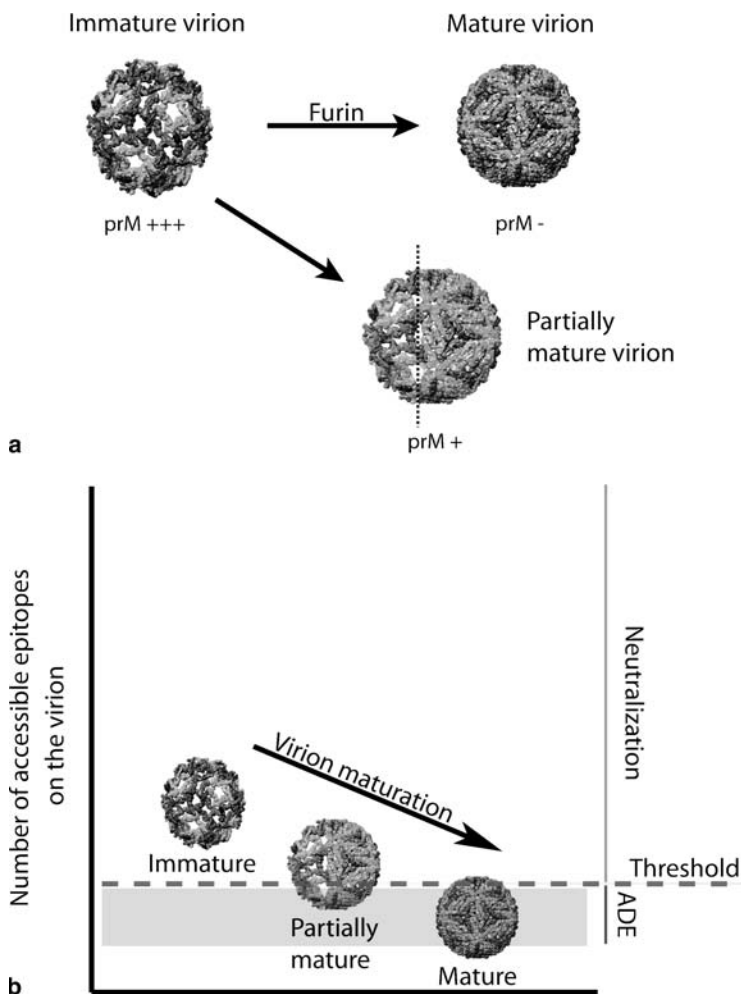 Immature virion
Mature virion
Furin
prM +++
prM -
Partially
mature virion
prM +
a
Number of accessible epitopes
on the virion
Neutralization
Virion maturation
Immature
Threshold
ADE
Partially
mature
Mature
b